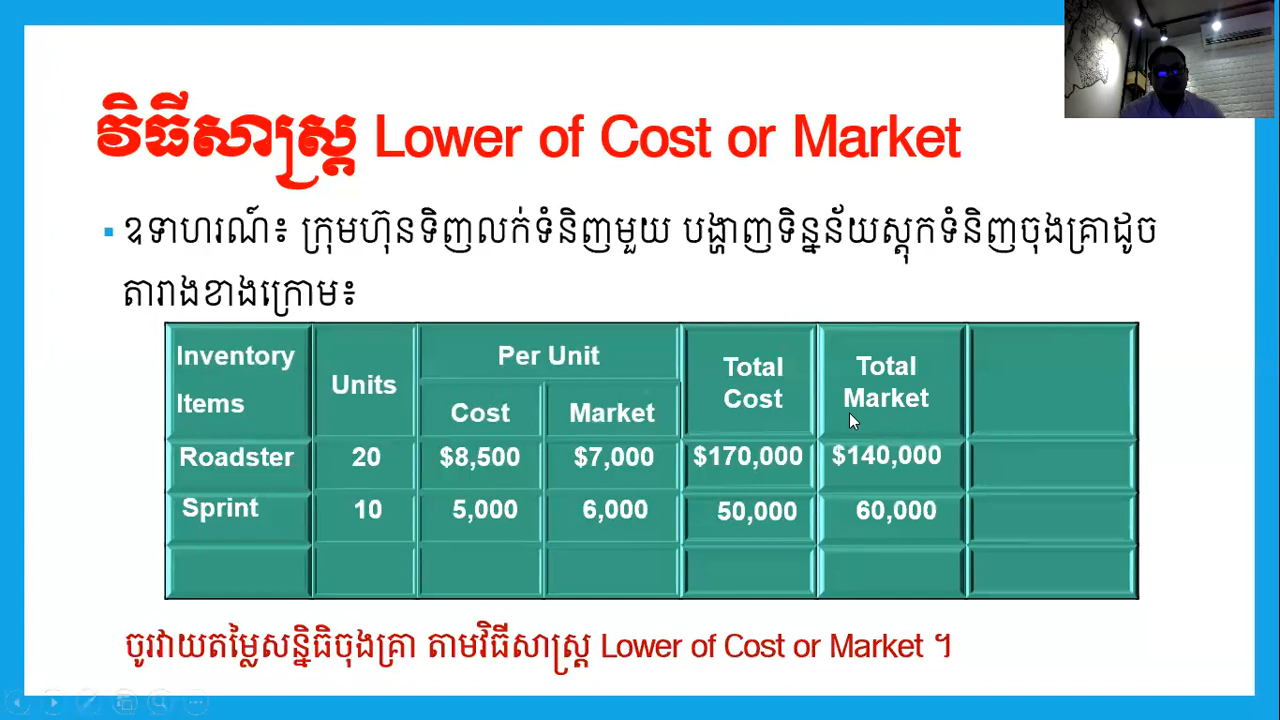 វិធីសាស្ត្រ Lower of Cost or Market
▪ ឧទាហរណ៍៖ ក្រុមហ៊ុនទិញលក់ទំនិញមួយ បង្ហាញទិន្នន័យស្តុកទំនិញចុងគ្រាដូច
តារាងខាងក្រោម៖
Inventory Items Units Per Unit Total Cost Total Market
Cost Market
Roadster 20 $8,500 $7,000 $170,000 $140,000
Sprint 10 5,000 6,000 50,000 60,000
ចូរវាយតម្លៃសន្និធិចុងគ្រា តាមវិធីសាស្ត្រ Lower of Cost or Market ។